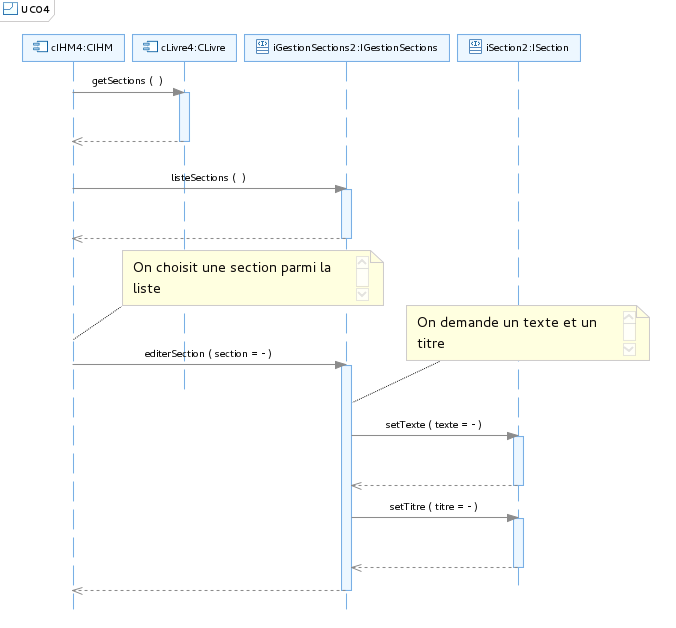 UC04
cIHM4:CIHM
cLivre4:CLivre
iGestionSections2:IGestionSections
iSection2:ISection
getSections ( )
listeSections ( )
On choisit une section parmi la
liste
On demande un texte et un
titre
editerSection ( section = - )
setTexte ( texte = - )
setTitre ( titre = - )